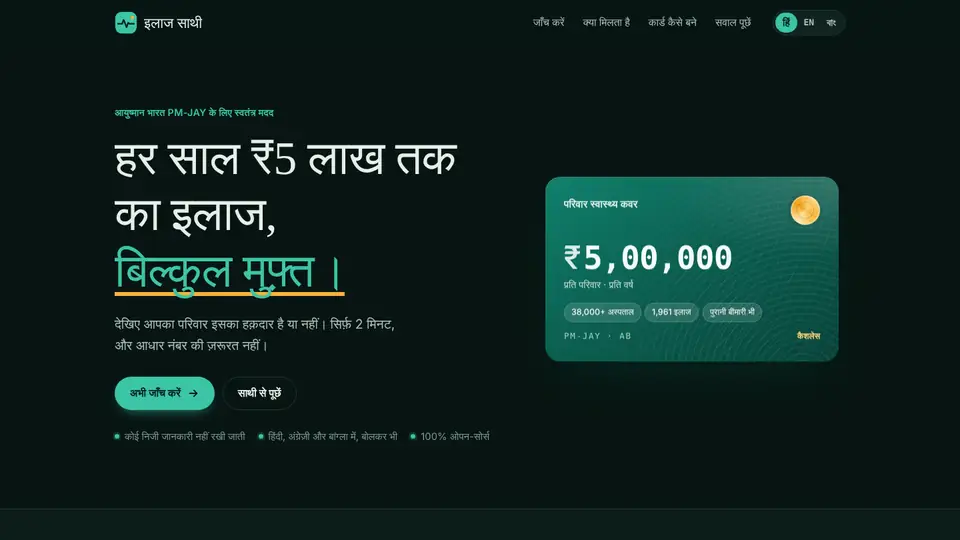 इलाज साथी
जाँच करें
क्या मिलता है
कार्ड कैसे बने
सवाल पूछें
हिं
EN
বাং
आयुष्मान भारत PM-JAY के लिए स्वतंत्र मदद
हर साल ₹5 लाख तक
का इलाज,
बिल्कुल मुफ़्त।
देखिए आपका परिवार इसका हक़दार है या नहीं। सिर्फ़ 2 मिनट,
और आधार नंबर की ज़रूरत नहीं।
अभी जाँच करें →
साथी से पूछें
कोई निजी जानकारी नहीं रखी जाती
हिंदी, अंग्रेज़ी और बांग्ला में, बोलकर भी
100% ओपन-सोर्स
परिवार स्वास्थ्य कवर
₹5,00,000
प्रति परिवार · प्रति वर्ष
38,000+ अस्पताल
1,961 इलाज
पुरानी बीमारी भी
PM-JAY · AB
कैशलेस